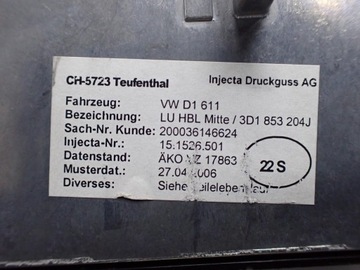 CH-5723 Teufenthal Injecta Druckguss AG
Fahrzeug: VW D1 611
Bezeichnung: LU HBL Mitte / 3D1 853 204J
Sach-Nr. Kunde: 200036146624
Injecta-Nr.: 15.1526.501
Datenstand: ÄKO 17863
Musterdat.: 27.04
Diverses: Siehe
22 S